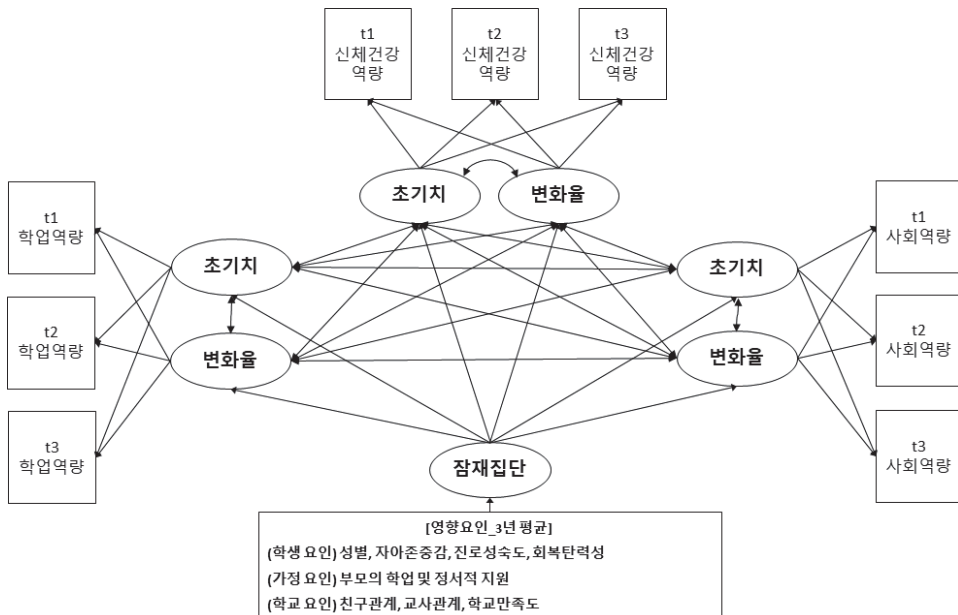 t1
신체건강
역량
t2
신체건강
역량
t3
신체건강
역량
초기치
변화율
t1
학업역량
t2
학업역량
t3
학업역량
초기치
변화율
초기치
변화율
t1
사회역량
t2
사회역량
t3
사회역량
잠재집단
[영향요인_3년 평균]
(학생 요인) 성별, 자아존중감, 진로성숙도, 회복탄력성
(가정 요인) 부모의 학업 및 정서적 지원
(학교 요인) 친구관계, 교사관계, 학교만족도